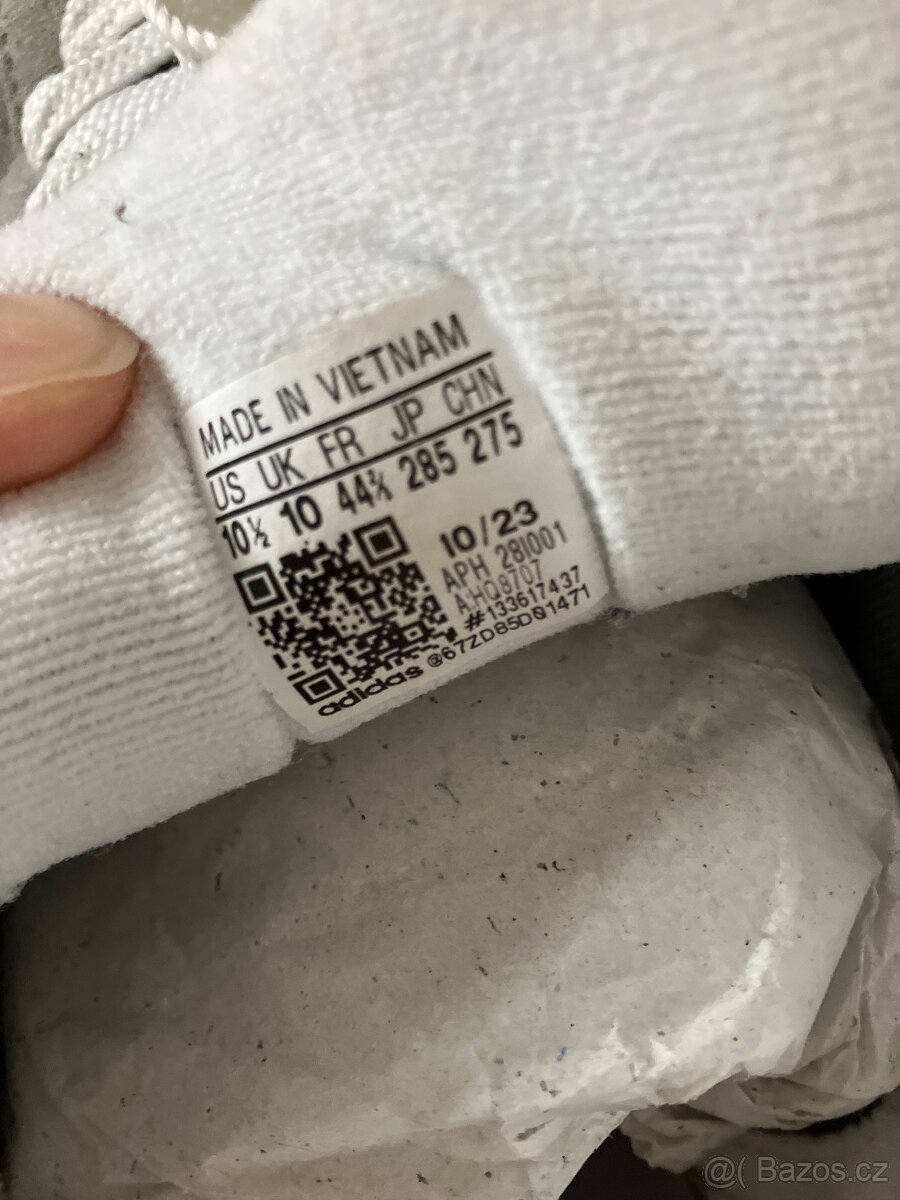 MADE IN VIETNAM
US UK FR JP CHN
10½ 10 44⅔ 285 275
10/23
APH 28I001
A:HQ8707
#133617437
@67ZD85D01471
adidas
@( Bazos.cz